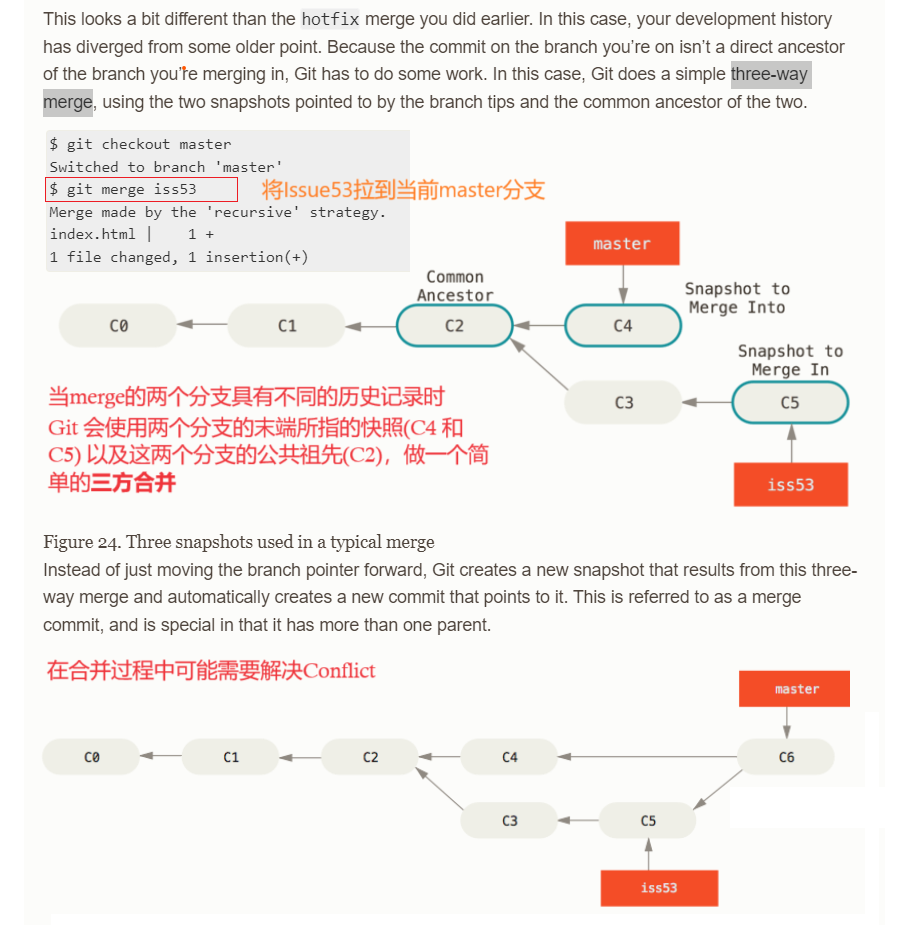 This looks a bit different than the hotfix merge you did earlier. In this case, your development history
has diverged from some older point. Because the commit on the branch you're on isn't a direct ancestor
of the branch you're merging in, Git has to do some work. In this case, Git does a simple three-way
merge, using the two snapshots pointed to by the branch tips and the common ancestor of the two.
$ git checkout master
Switched to branch 'master'
$ git merge iss53
将Issue53拉到当前master分支
Merge made by the 'recursive' strategy.
index.html |    1 +
1 file changed, 1 insertion(+)
master
Common
Ancestor
Snapshot to
Merge Into
C0
C1
C2
C4
Snapshot to
Merge In
C3
C5
当merge的两个分支具有不同的历史记录时
Git 会使用两个分支的末端所指的快照(C4 和
C5) 以及这两个分支的公共祖先(C2)，做一个简
单的三方合并
iss53
Figure 24. Three snapshots used in a typical merge
Instead of just moving the branch pointer forward, Git creates a new snapshot that results from this three-
way merge and automatically creates a new commit that points to it. This is referred to as a merge
commit, and is special in that it has more than one parent.
在合并过程中可能需要解决Conflict
master
C0
C1
C2
C4
C6
C3
C5
iss53